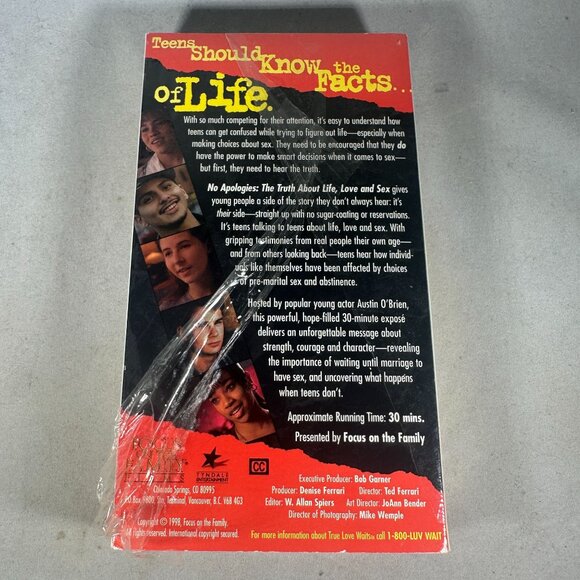 Teens Should Know the Facts...
of Life.
With so much competing for their attention, it's easy to understand how
teens can get confused while trying to figure out life—especially when
making choices about sex. They need to be encouraged that they do
have the power to make smart decisions when it comes to sex—
but first, they need to hear the truth.
No Apologies: The Truth About Life, Love and Sex gives
young people a side of the story they don't always hear: it's
their side—straight up with no sugar-coating or reservations.
It's teens talking to teens about life, love and sex. With
gripping testimonies from real people their own age—
and from others looking back—teens hear how individ-
uals like themselves have been affected by choices
of pre-marital sex and abstinence.
Hosted by popular young actor Austin O'Brien,
this powerful, hope-filled 30-minute exposé
delivers an unforgettable message about
strength, courage and character—revealing
the importance of waiting until marriage to
have sex, and uncovering what happens
when teens don't.
Approximate Running Time: 30 mins.
Presented by Focus on the Family
TYNDALE
ENTERTAINMENT
CC
Colorado Springs, CO 80995
P.O. Box 9800, Stn. Terminal, Vancouver, B.C. V6B 4G3
Copyright © 1998, Focus on the Family.
All rights reserved. International copyright secured.
Executive Producer: Bob Garner
Producer: Denise Ferrari Director: Ted Ferrari
Editor: W. Allan Spiers Art Director: JoAnn Bender
Director of Photography: Mike Wemple
For more information about True Love Waits, call 1-800-LUV WAIT